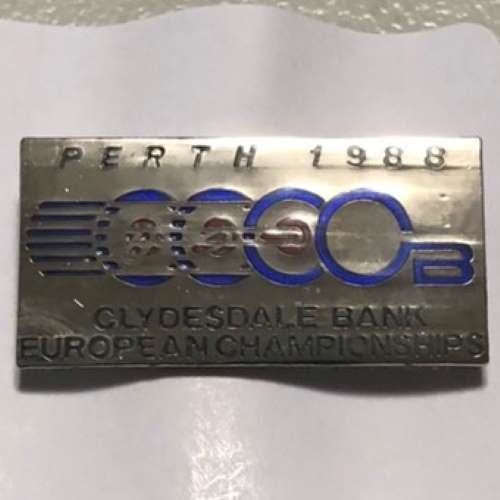 PERTH 1988
B
CLYDESDALE BANK
EUROPEAN CHAMPIONSHIPS